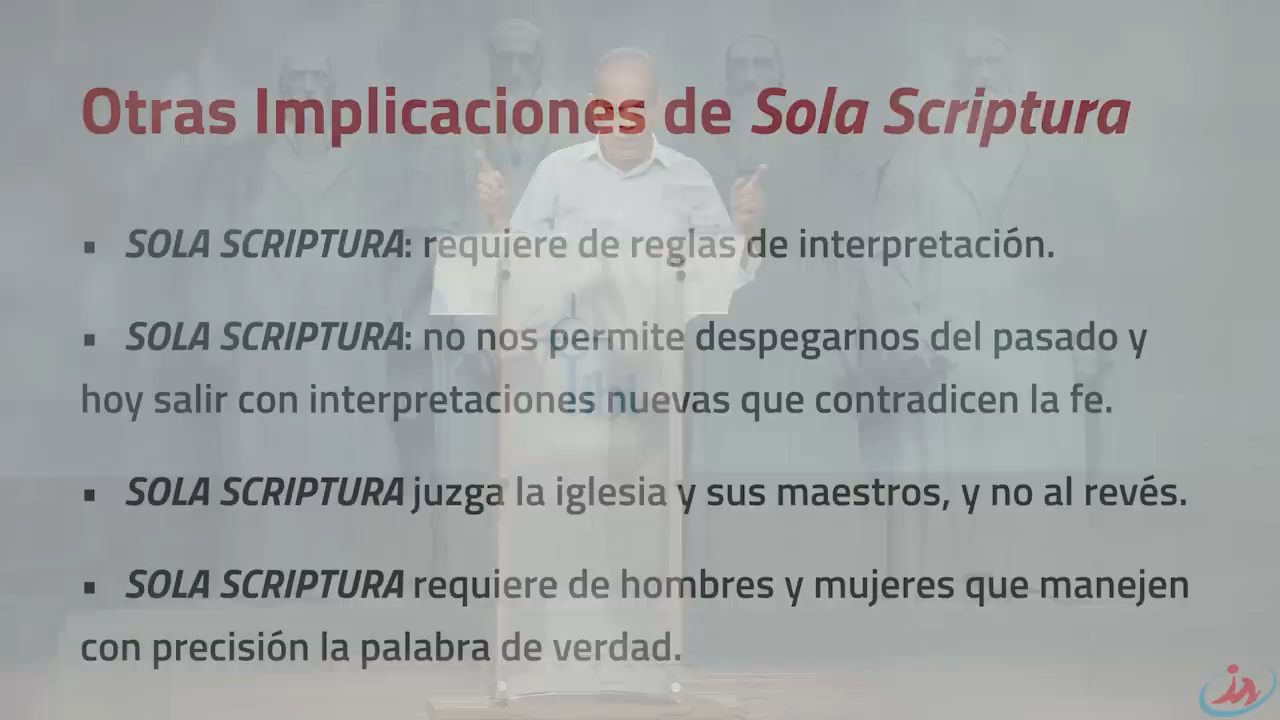 Otras Implicaciones de Sola Scriptura
▪ SOLA SCRIPTURA: requiere de reglas de interpretación.
▪ SOLA SCRIPTURA: no nos permite despegarnos del pasado y
hoy salir con interpretaciones nuevas que contradicen la fe.
▪ SOLA SCRIPTURA juzga la iglesia y sus maestros, y no al revés.
▪ SOLA SCRIPTURA requiere de hombres y mujeres que manejen
con precisión la palabra de verdad.